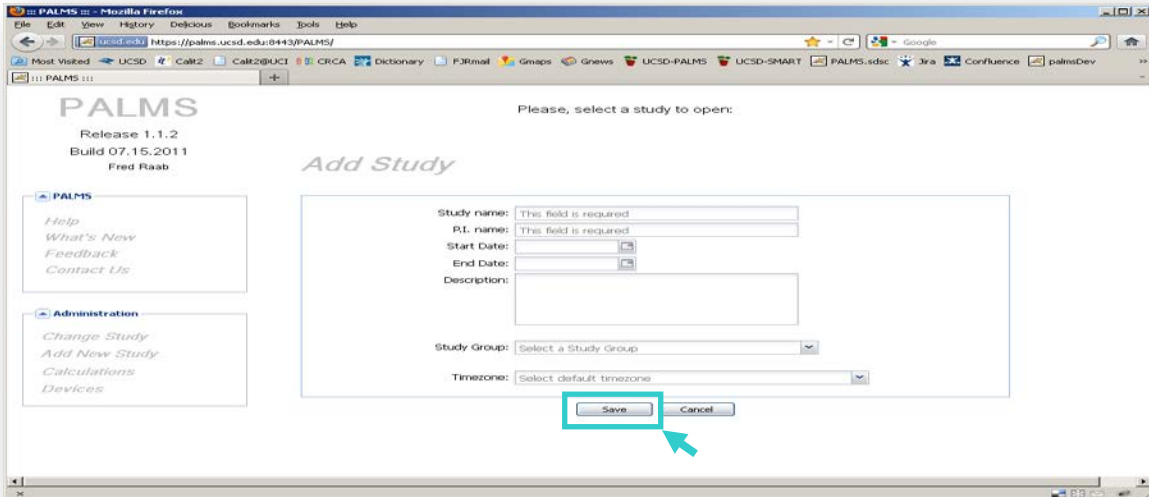 ::: PALMS ::: - Mozilla Firefox
File Edit View History Delicious Bookmarks Tools Help
ucsd.edu https://palms.ucsd.edu:8443/PALMS/
Google
Most Visited UCSD Calit2 Calit2@UCI CRCA Dictionary FJRmail Gmaps Gnews UCSD-PALMS UCSD-SMART PALMS.sdsc Jira Confluence palmsDev »
::: PALMS ::: +
PALMS
Please, select a study to open:
Release 1.1.2
Build 07.15.2011
Fred Raab
Add Study
PALMS
Help
What's New
Feedback
Contact Us
Administration
Change Study
Add New Study
Calculations
Devices
Study name: This field is required
P.I. name: This field is required
Start Date:
End Date:
Description:
Study Group: Select a Study Group
Timezone: Select default timezone
Save Cancel